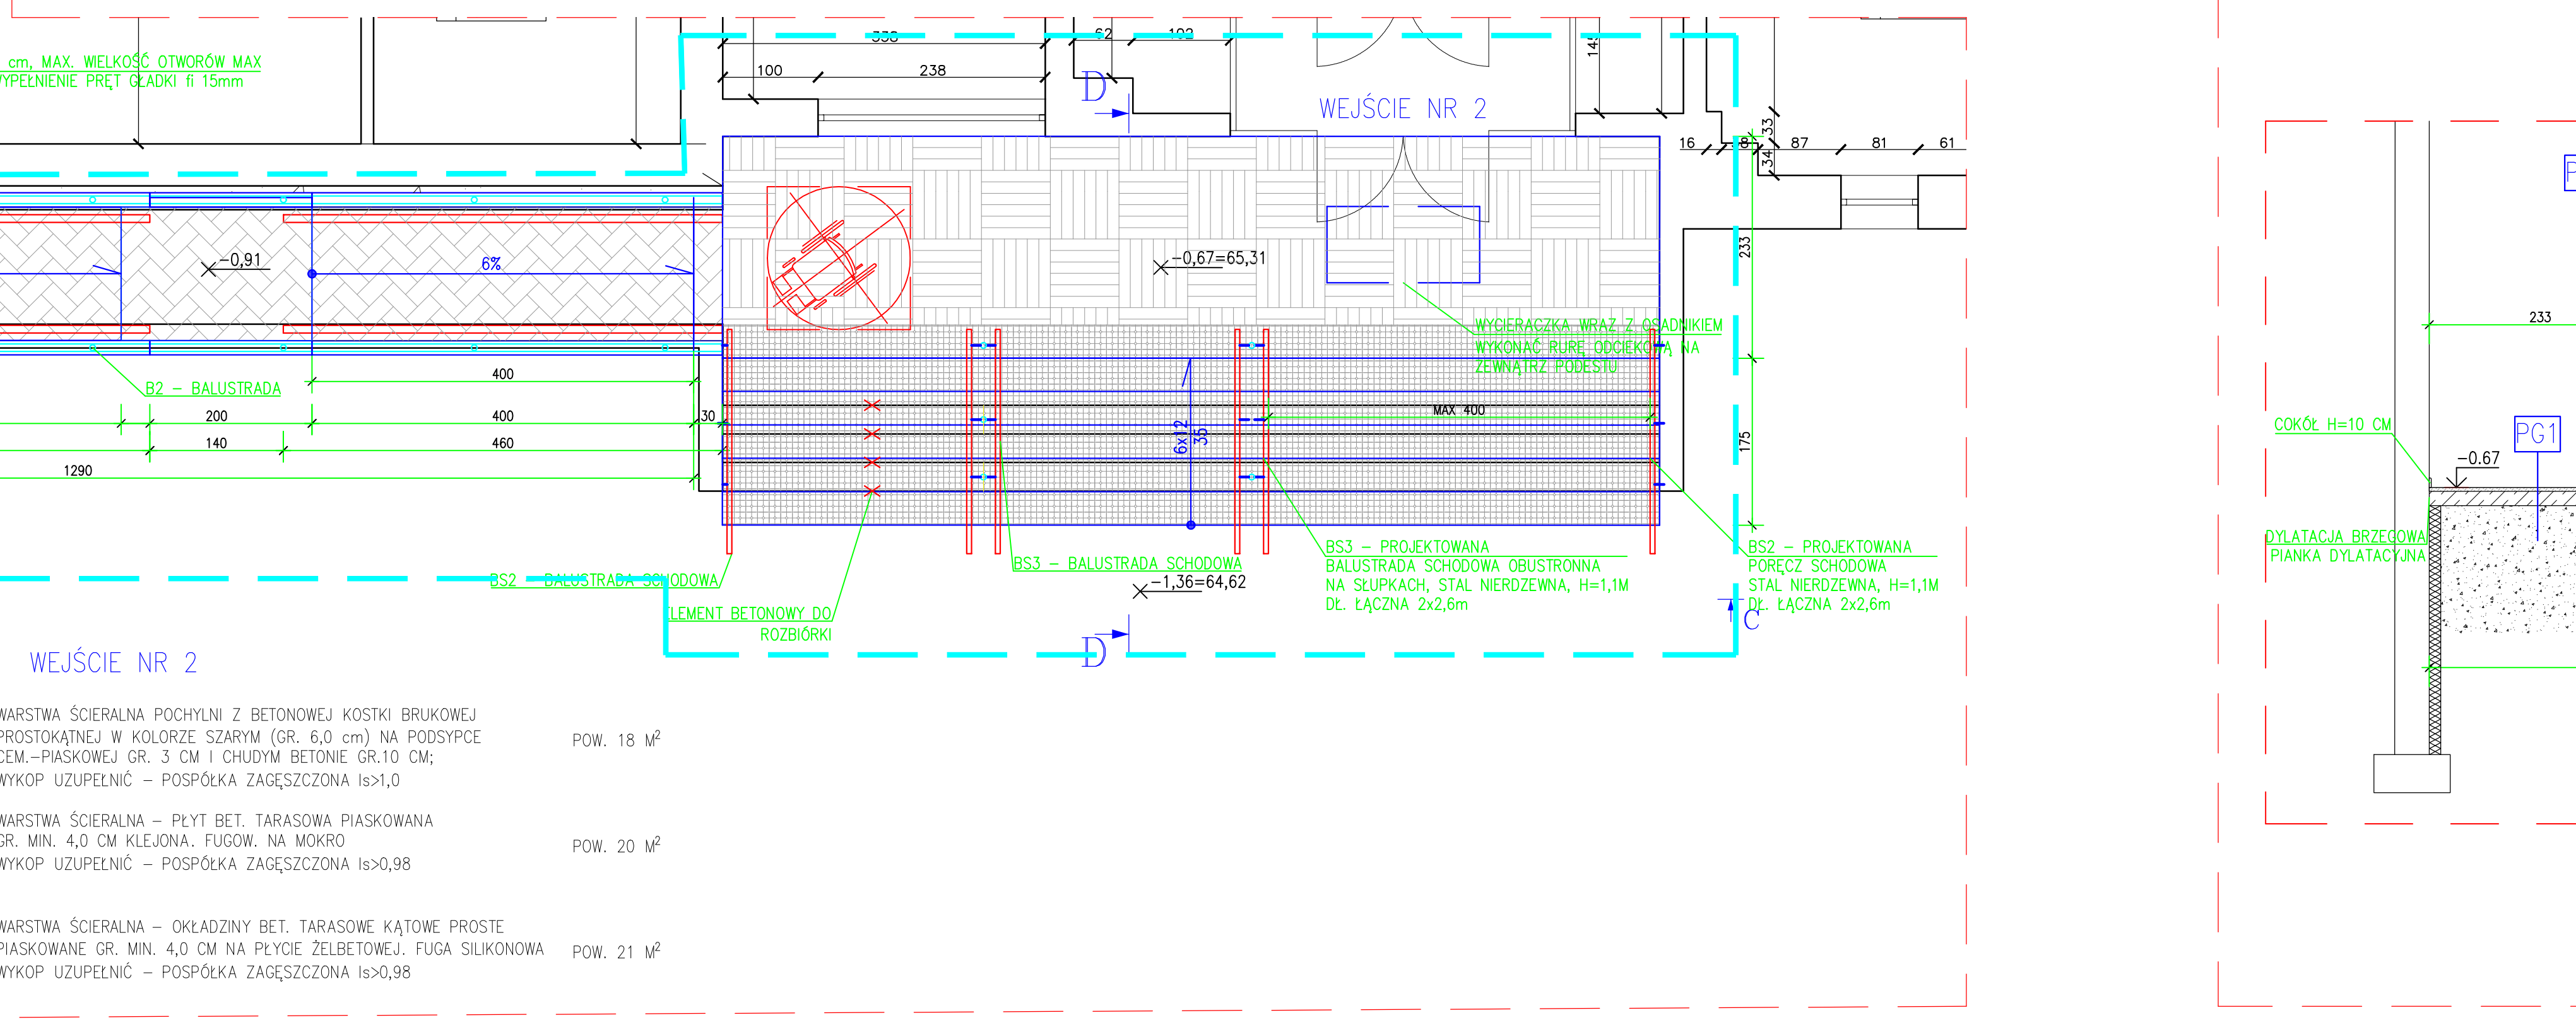 cm, MAX. WIELKOŚĆ OTWORÓW MAX
WYPEŁNIENIE PRĘT GŁADKI fi 15mm
338
62
102
145
100
238
D
WEJŚCIE NR 2
33
34
16
38
87
81
61
-0,91
6%
-0,67=65,31
233
WYCIERACZKA WRAZ Z OSADNIKIEM
WYKONAĆ RURĘ ODCIEKOWĄ NA
ZEWNĄTRZ PODESTU
B2 - BALUSTRADA
400
200
400
30
140
460
1290
MAX 400
6x12
35
175
BS2 - BALUSTRADA SCHODOWA
BS3 - BALUSTRADA SCHODOWA
BS3 - PROJEKTOWANA
BALUSTRADA SCHODOWA OBUSTRONNA
NA SŁUPKACH, STAL NIERDZEWNA, H=1,1M
DŁ. ŁĄCZNA 2x2,6m
BS2 - PROJEKTOWANA
PORĘCZ SCHODOWA
STAL NIERDZEWNA, H=1,1M
DŁ. ŁĄCZNA 2x2,6m
-1,36=64,62
ELEMENT BETONOWY DO
ROZBIÓRKI
D
C
WEJŚCIE NR 2
WARSTWA ŚCIERALNA POCHYLNI Z BETONOWEJ KOSTKI BRUKOWEJ
PROSTOKĄTNEJ W KOLORZE SZARYM (GR. 6,0 cm) NA PODSYPCE
CEM.-PIASKOWEJ GR. 3 CM I CHUDYM BETONIE GR.10 CM;
WYKOP UZUPEŁNIĆ - POSPÓŁKA ZAGĘSZCZONA Is>1,0
POW. 18 M²
WARSTWA ŚCIERALNA - PŁYT BET. TARASOWA PIASKOWANA
GR. MIN. 4,0 CM KLEJONA. FUGOW. NA MOKRO
WYKOP UZUPEŁNIĆ - POSPÓŁKA ZAGĘSZCZONA Is>0,98
POW. 20 M²
WARSTWA ŚCIERALNA - OKŁADZINY BET. TARASOWE KĄTOWE PROSTE
PIASKOWANE GR. MIN. 4,0 CM NA PŁYCIE ŻELBETOWEJ. FUGA SILIKONOWA
WYKOP UZUPEŁNIĆ - POSPÓŁKA ZAGĘSZCZONA Is>0,98
POW. 21 M²
P
233
COKÓŁ H=10 CM
PG1
-0.67
DYLATACJA BRZEGOWA
PIANKA DYLATACYJNA